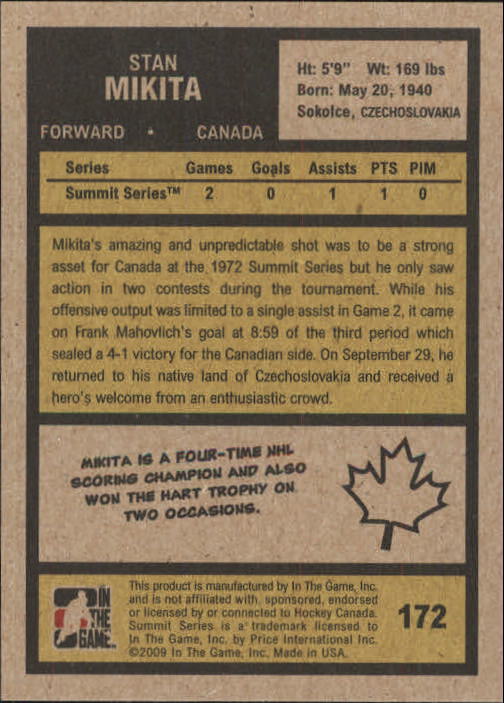 STAN
MIKITA
FORWARD • CANADA
Ht: 5'9" Wt: 169 lbs
Born: May 20, 1940
Sokolce, CZECHOSLOVAKIA
Series Games Goals Assists PTS PIM
Summit Series™ 2 0 1 1 0
Mikita's amazing and unpredictable shot was to be a strong
asset for Canada at the 1972 Summit Series but he only saw
action in two contests during the tournament. While his
offensive output was limited to a single assist in Game 2, it came
on Frank Mahovlich's goal at 8:59 of the third period which
sealed a 4-1 victory for the Canadian side. On September 29, he
returned to his native land of Czechoslovakia and received a
hero's welcome from an enthusiastic crowd.
MIKITA IS A FOUR-TIME NHL
SCORING CHAMPION AND ALSO
WON THE HART TROPHY ON
TWO OCCASIONS.
IN
THE
GAME
This product is manufactured by In The Game, Inc.
and is not affiliated with, sponsored, endorsed
or licensed by or connected to Hockey Canada.
Summit Series is a trademark licensed to
In The Game, Inc. by Price International Inc.
©2009 In The Game, Inc. Made in USA.
172